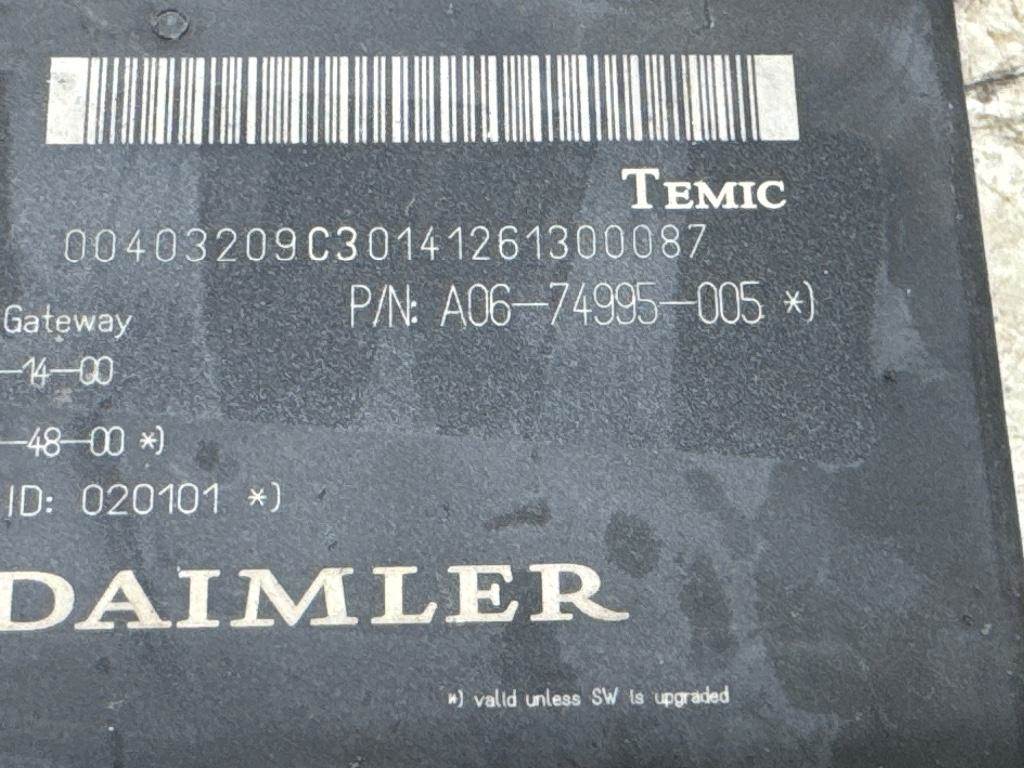 TEMIC
00403209C30141261300087
P/N: A06-74995-005 *)
Gateway
-14-00
-48-00 *)
ID: 020101 *)
DAIMLER
*) valid unless SW is upgraded